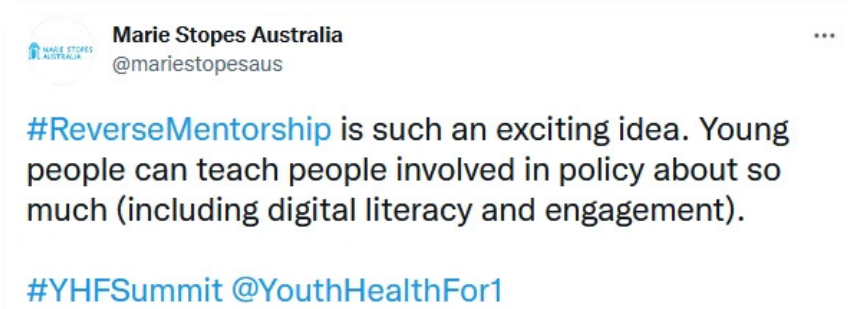 MARIE STOPES
AUSTRALIA
Marie Stopes Australia
@mariestopesaus
#ReverseMentorship is such an exciting idea. Young
people can teach people involved in policy about so
much (including digital literacy and engagement).
#YHFSummit @YouthHealthFor1